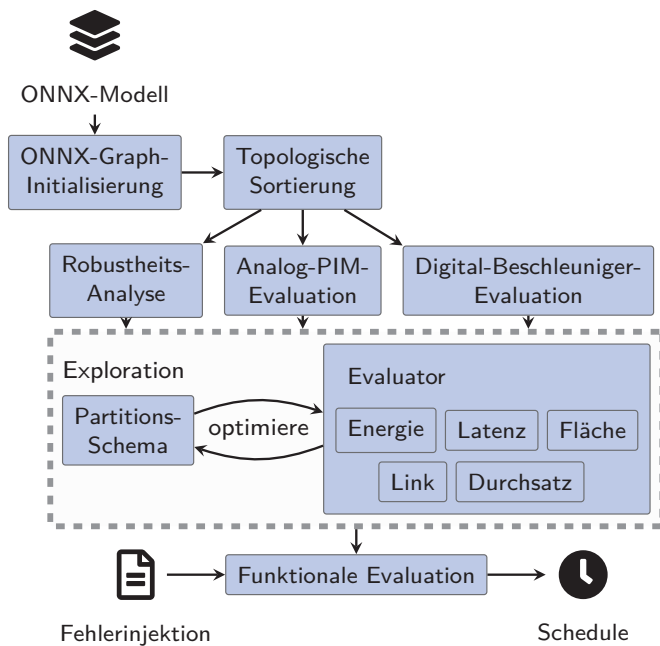 ONNX-Modell
ONNX-Graph-
Initialisierung
Topologische
Sortierung
Robustheits-
Analyse
Analog-PIM-
Evaluation
Digital-Beschleuniger-
Evaluation
Exploration
Partitions-
Schema
optimiere
Evaluator
Energie
Latenz
Fläche
Link
Durchsatz
Funktionale Evaluation
Fehlerinjektion
Schedule